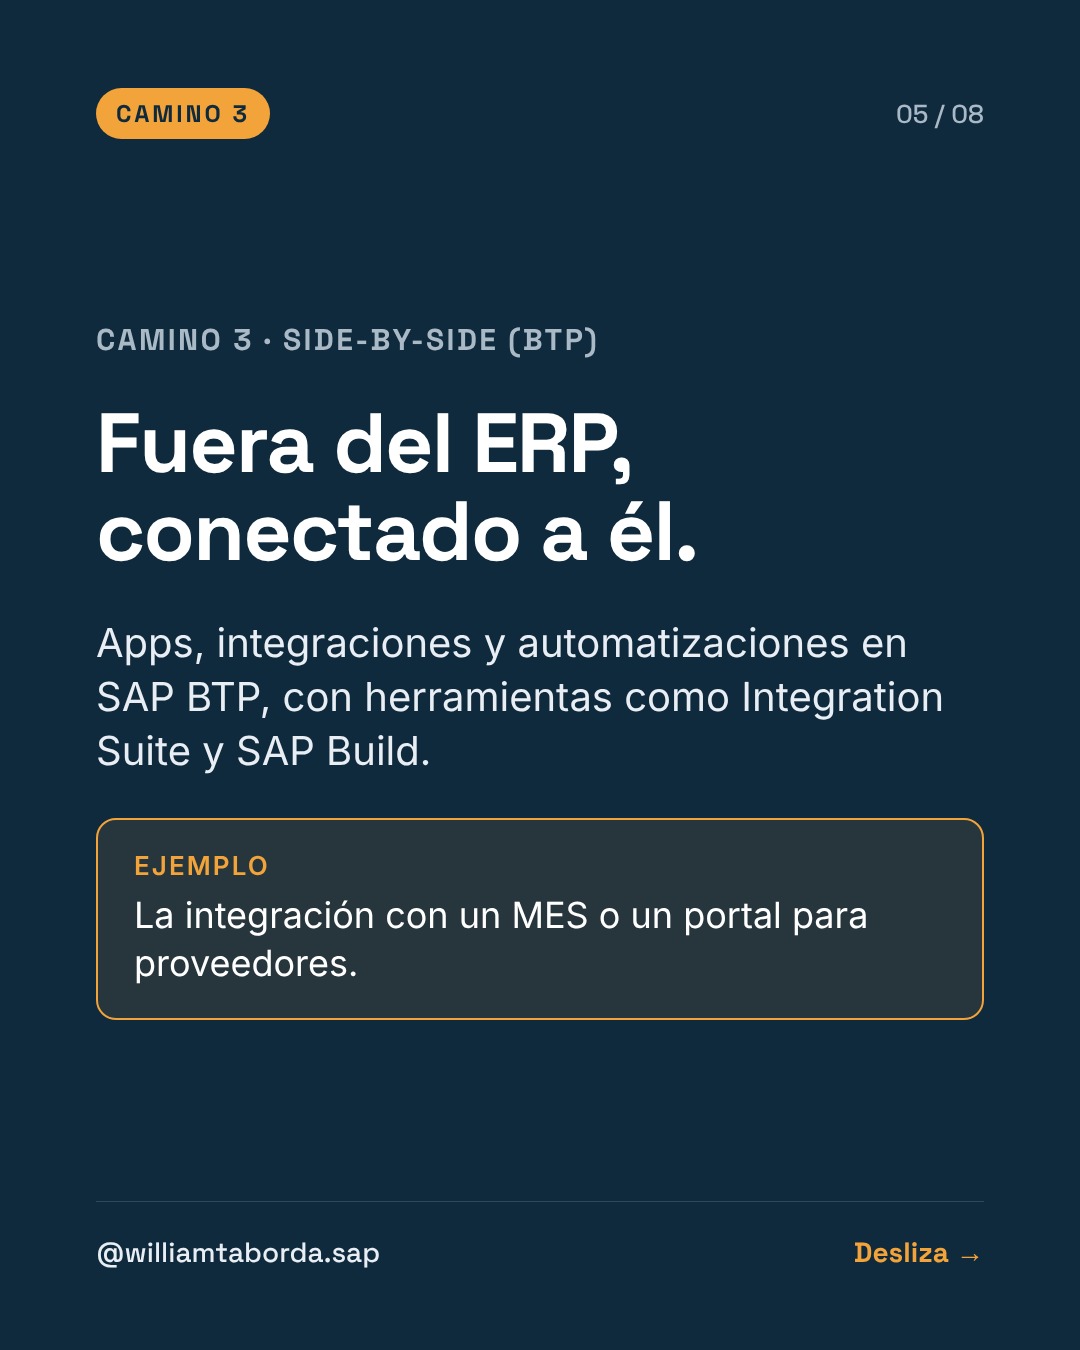 CAMINO 3
05 / 08
CAMINO 3 · SIDE-BY-SIDE (BTP)
Fuera del ERP,
conectado a él.
Apps, integraciones y automatizaciones en
SAP BTP, con herramientas como Integration
Suite y SAP Build.
EJEMPLO
La integración con un MES o un portal para
proveedores.
@williamtaborda.sap
Desliza →